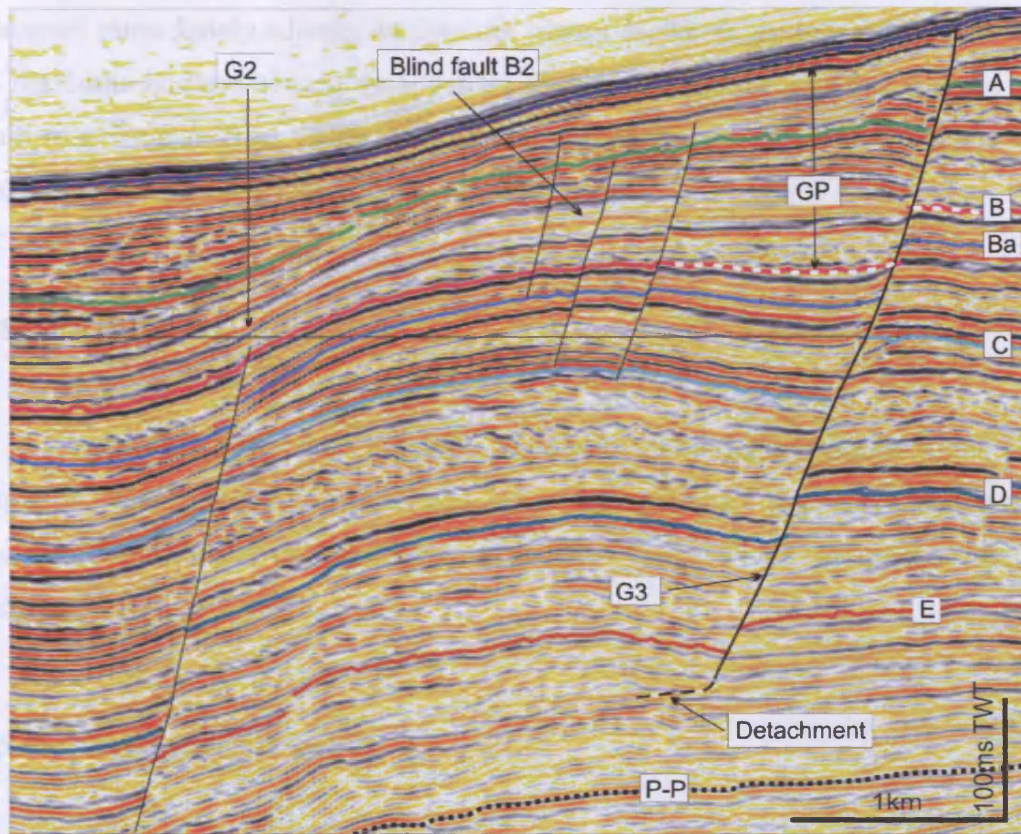 G2
Blind fault B2
A
GP
B
Ba
C
D
G3
E
Detachment
P-P
1km
100ms TWT